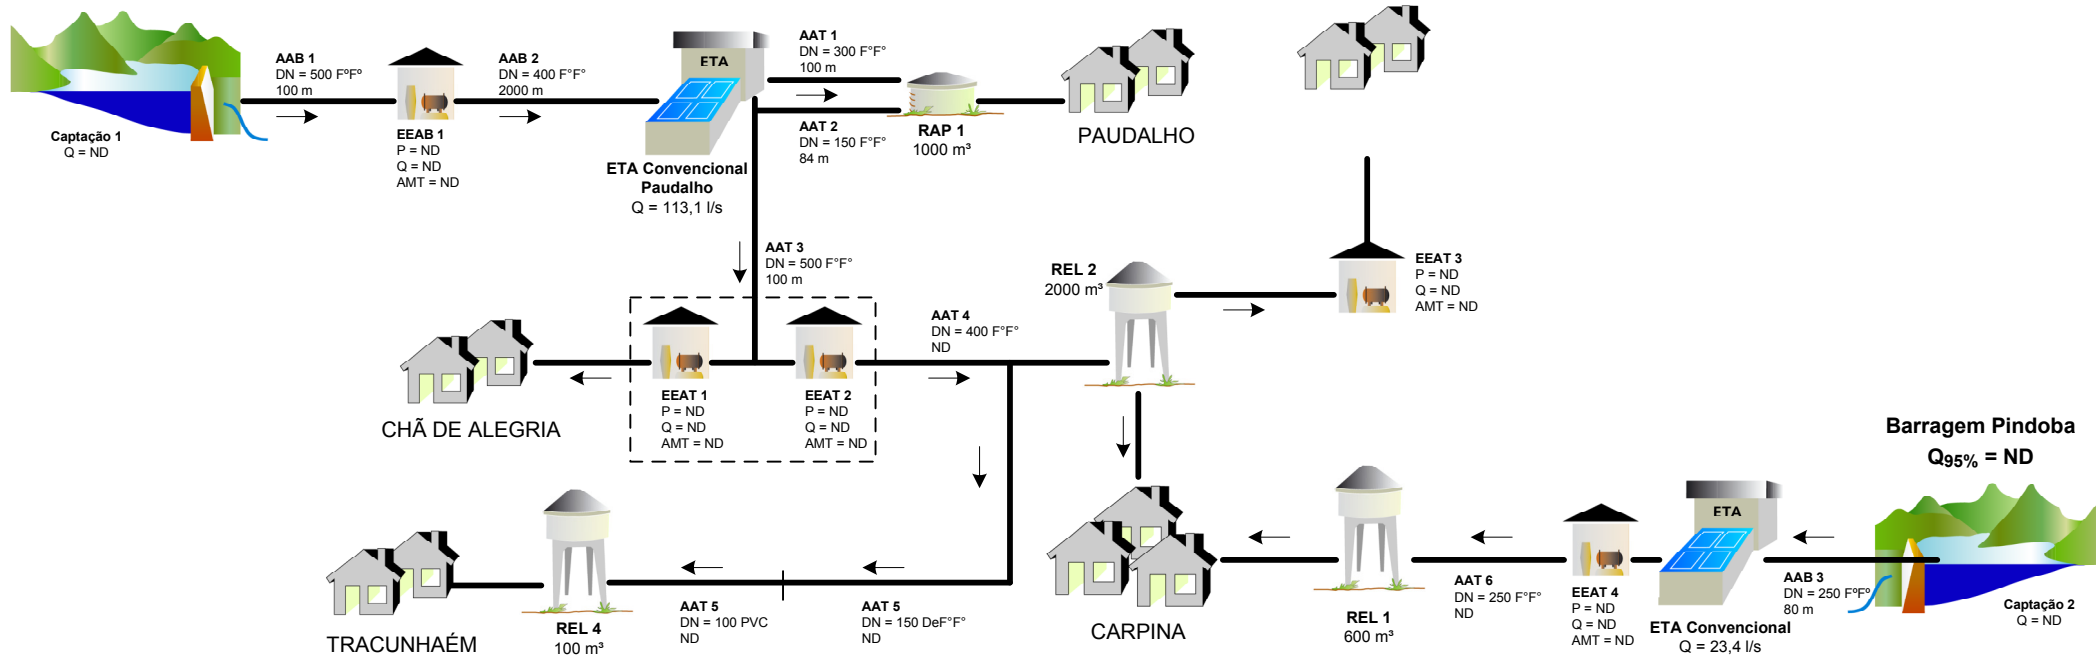 AAB 1
DN = 500 FºFº
100 m
AAB 2
DN = 400 F°F°
2000 m
ETA
AAT 1
DN = 300 F°F°
100 m
Captação 1
Q = ND
EEAB 1
P = ND
Q = ND
AMT = ND
ETA Convencional
Paudalho
Q = 113,1 l/s
AAT 2
DN = 150 F°F°
84 m
RAP 1
1000 m³
PAUDALHO
AAT 3
DN = 500 F°F°
100 m
REL 2
2000 m³
EEAT 3
P = ND
Q = ND
AMT = ND
AAT 4
DN = 400 F°F°
ND
CHÃ DE ALEGRIA
EEAT 1
P = ND
Q = ND
AMT = ND
EEAT 2
P = ND
Q = ND
AMT = ND
Barragem Pindoba
Q95% = ND
ETA
TRACUNHAÉM
REL 4
100 m³
AAT 5
DN = 100 PVC
ND
AAT 5
DN = 150 DeF°F°
ND
CARPINA
REL 1
600 m³
AAT 6
DN = 250 F°F°
ND
EEAT 4
P = ND
Q = ND
AMT = ND
ETA Convencional
Q = 23,4 l/s
AAB 3
DN = 250 FºFº
80 m
Captação 2
Q = ND